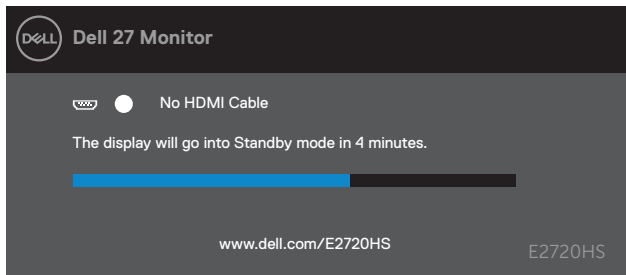 DELL Dell 27 Monitor
No HDMI Cable
The display will go into Standby mode in 4 minutes.
www.dell.com/E2720HS
E2720HS